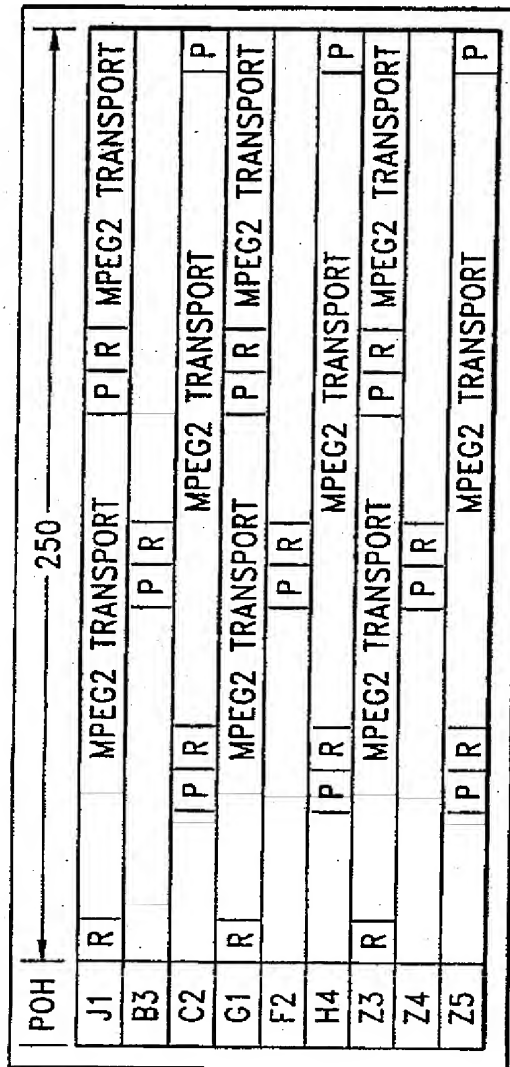 POH 250
J1 R MPEG2 TRANSPORT P R MPEG2 TRANSPORT
B3 P R
C2 P R MPEG2 TRANSPORT P
G1 R MPEG2 TRANSPORT P R MPEG2 TRANSPORT
F2 P R
H4 P R MPEG2 TRANSPORT P
Z3 R MPEG2 TRANSPORT P R MPEG2 TRANSPORT
Z4 P R
Z5 P R MPEG2 TRANSPORT P